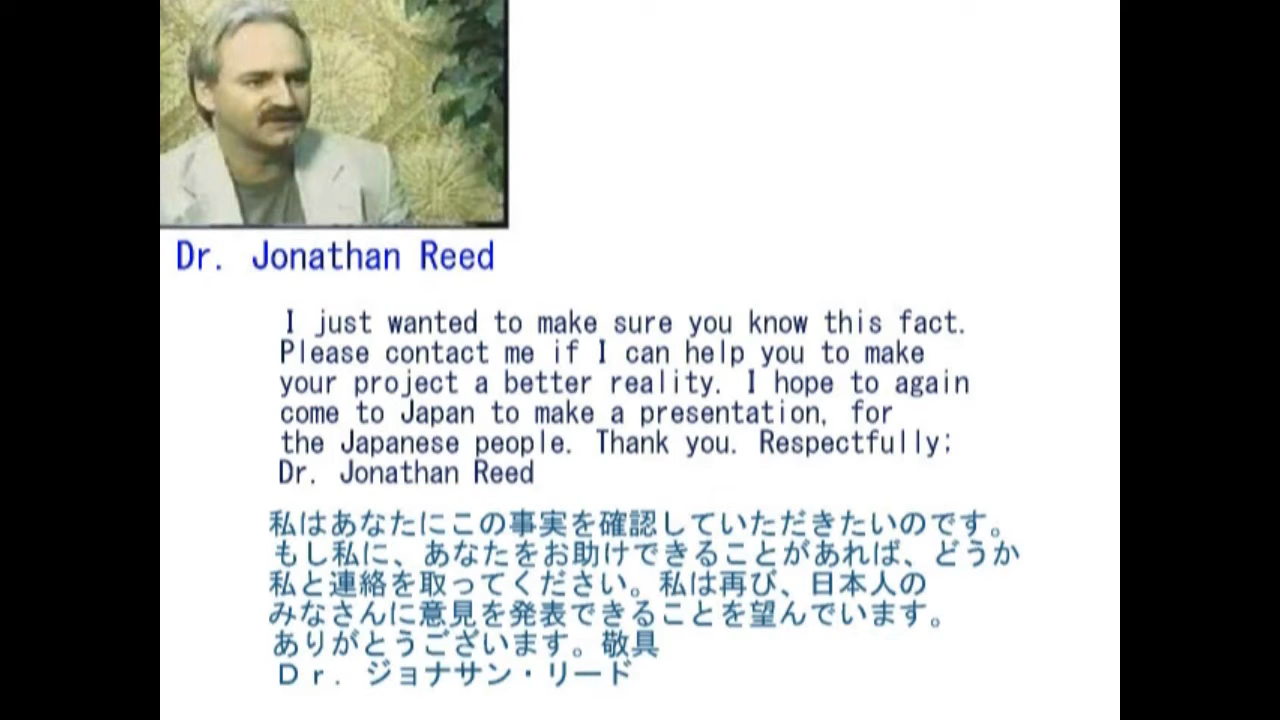 Dr. Jonathan Reed
I just wanted to make sure you know this fact.
Please contact me if I can help you to make
your project a better reality. I hope to again
come to Japan to make a presentation, for
the Japanese people. Thank you. Respectfully;
Dr. Jonathan Reed
私はあなたにこの事実を確認していただきたいのです。
もし私に、あなたをお助けできることがあれば、どうか
私と連絡を取ってください。私は再び、日本人の
みなさんに意見を発表できることを望んでいます。
ありがとうございます。敬具
Ｄｒ．ジョナサン・リード